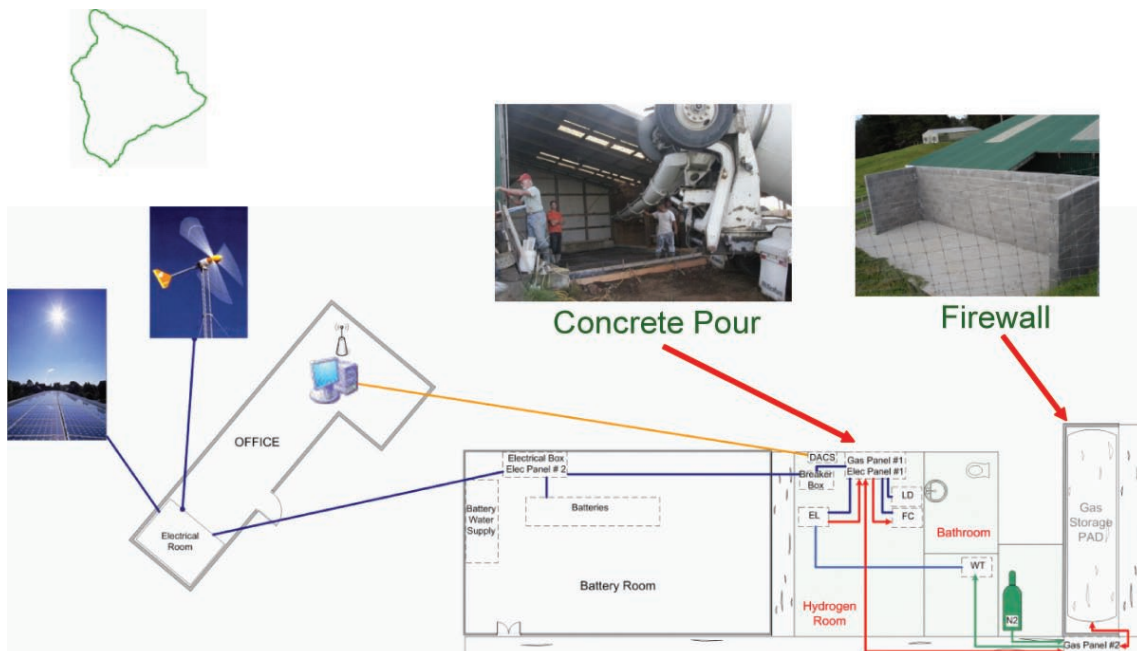 Concrete Pour
Firewall
OFFICE
Electrical
Room
Electrical Box
Elec Panel # 2
Battery
Water
Supply
Batteries
Battery Room
DACS
Breaker
Box
Gas Panel #1
Elec Panel #1
EL
LD
FC
Hydrogen
Room
Bathroom
WT
N2
Gas
Storage
PAD
Gas Panel #2